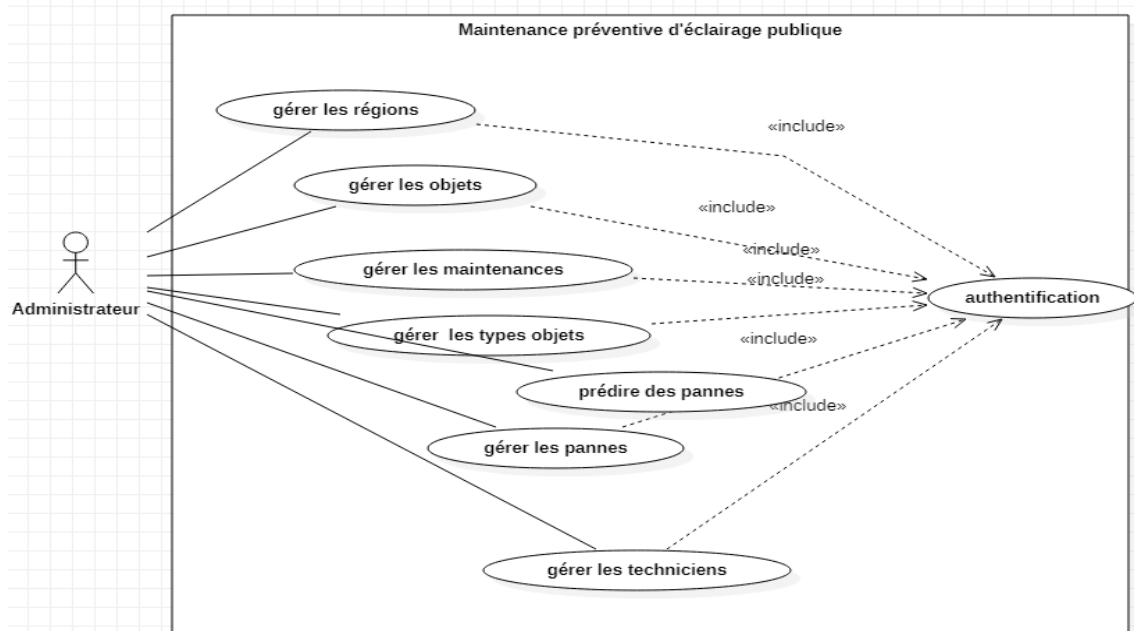 Maintenance préventive d'éclairage publique
gérer les régions
«include»
gérer les objets
«include»
«include»
gérer les maintenances
«include»
authentification
Administrateur
gérer  les types objets
«include»
prédire des pannes
«include»
gérer les pannes
gérer les techniciens